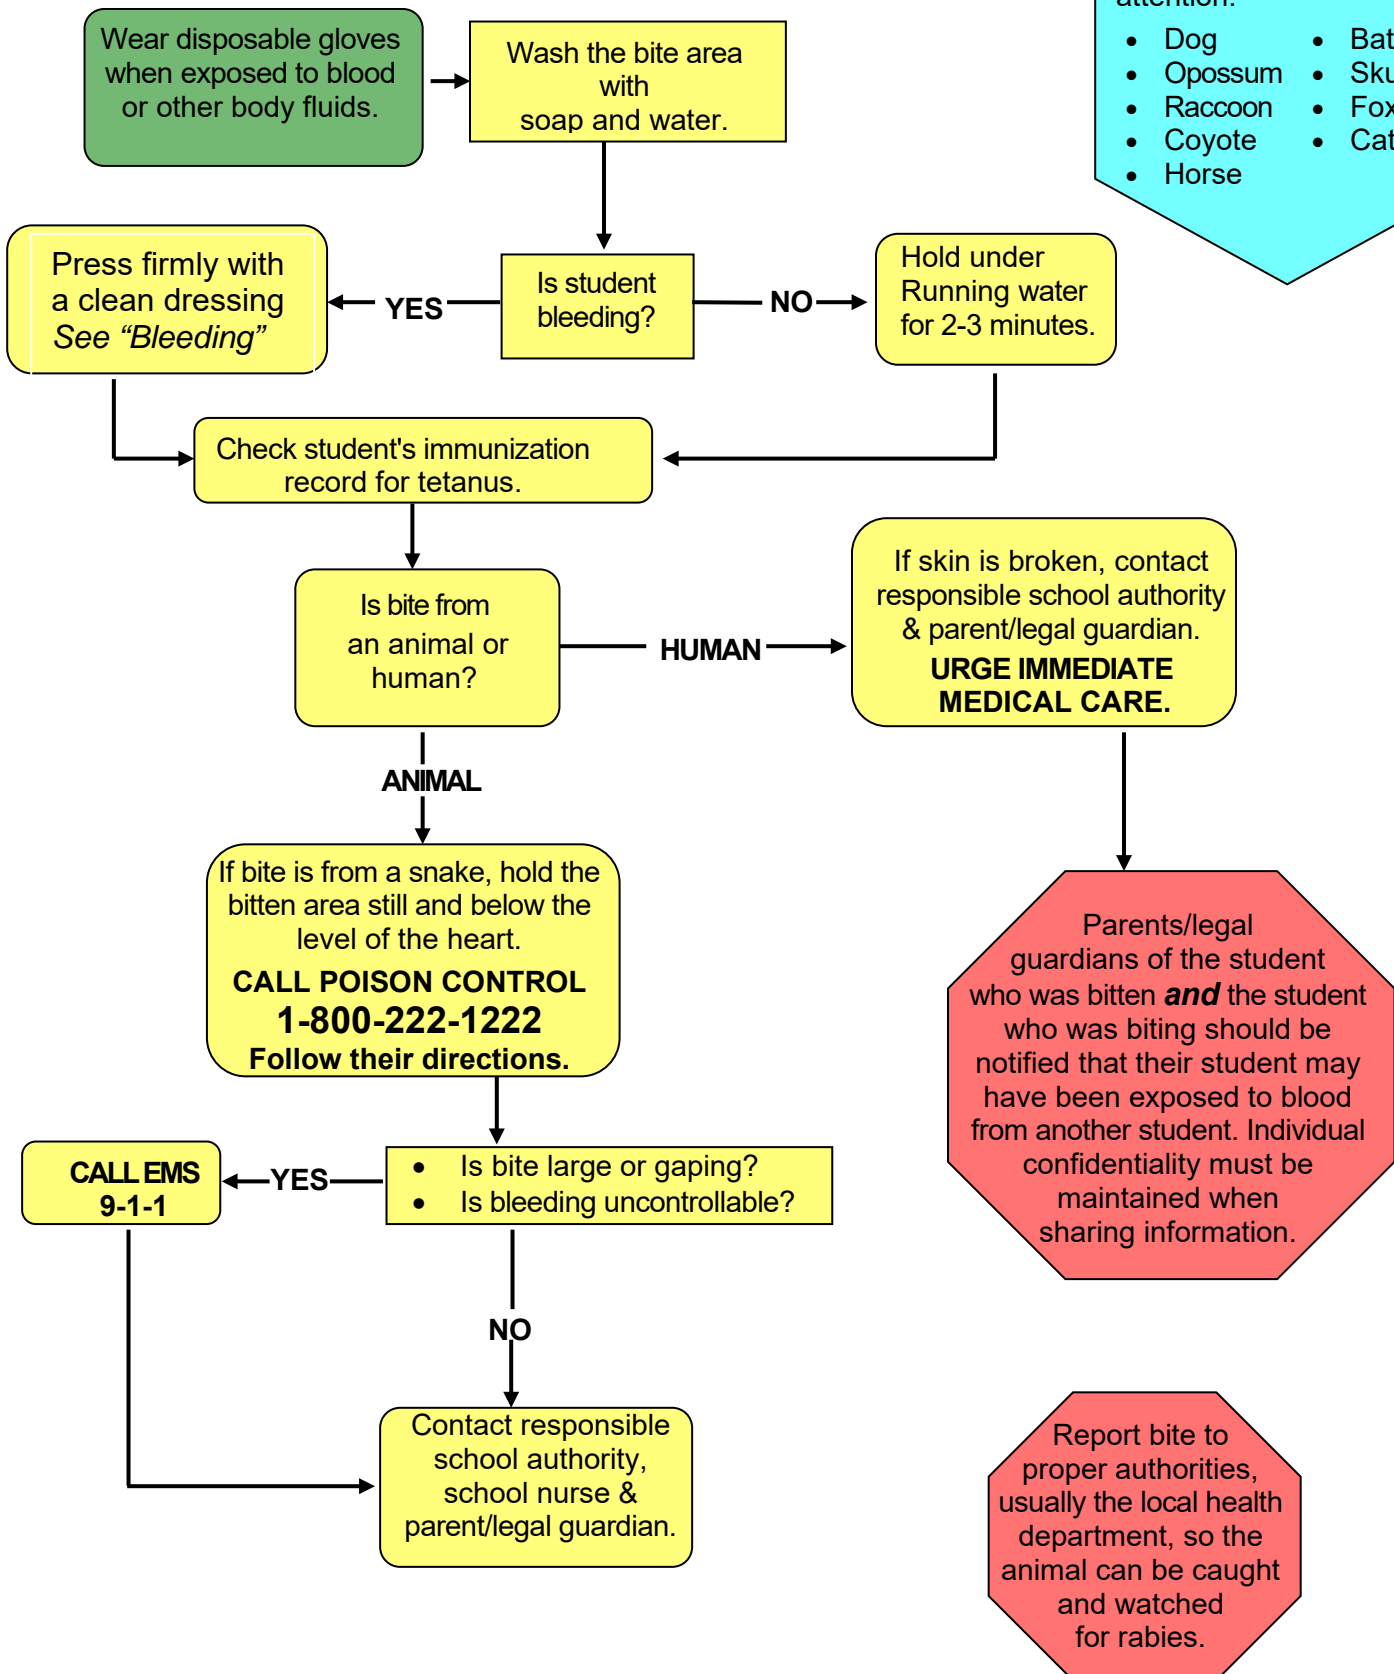 Wear disposable gloves
when exposed to blood
or other body fluids.
Wash the bite area
with
soap and water.
attention:
• Dog
• Opossum
• Raccoon
• Coyote
• Horse
• Bat
• Sku
• Fox
• Cat
Press firmly with
a clean dressing
See “Bleeding”
YES
Is student
bleeding?
NO
Hold under
Running water
for 2-3 minutes.
Check student's immunization
record for tetanus.
Is bite from
an animal or
human?
HUMAN
If skin is broken, contact
responsible school authority
& parent/legal guardian.
URGE IMMEDIATE
MEDICAL CARE.
ANIMAL
If bite is from a snake, hold the
bitten area still and below the
level of the heart.
CALL POISON CONTROL
1-800-222-1222
Follow their directions.
Parents/legal
guardians of the student
who was bitten and the student
who was biting should be
notified that their student may
have been exposed to blood
from another student. Individual
confidentiality must be
maintained when
sharing information.
CALL EMS
9-1-1
YES
• Is bite large or gaping?
• Is bleeding uncontrollable?
NO
Contact responsible
school authority,
school nurse &
parent/legal guardian.
Report bite to
proper authorities,
usually the local health
department, so the
animal can be caught
and watched
for rabies.